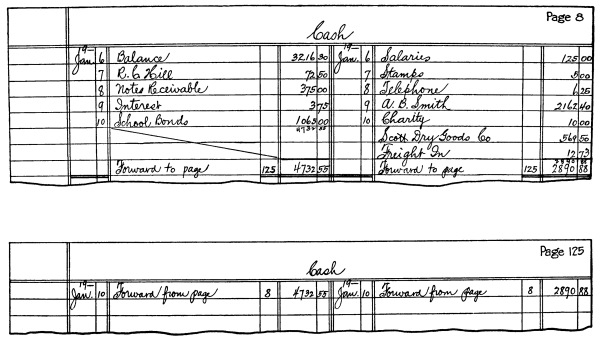 Page 8
Cash
19— 19—
Jan. 6 Balance 3216 30 Jan. 6 Salaries 125 00
7 R. C. Hill 72 50 7 Stamps 5 00
8 Notes Receivable 375 00 8 Telephone 6 25
9 Interest 3 75 9 A. B. Smith 2162 40
10 School Bonds 1065 00 10 Charity 10 00
4732 55 Scott Dry Goods Co 569 50
Freight In 12 73
2890 88
Forward to page 125 4732 55 Forward to page 125 2890 88
Page 125
Cash
19— 19—
Jan. 10 Forward from page 8 4732 55 Jan. 10 Forward from page 8 2890 88